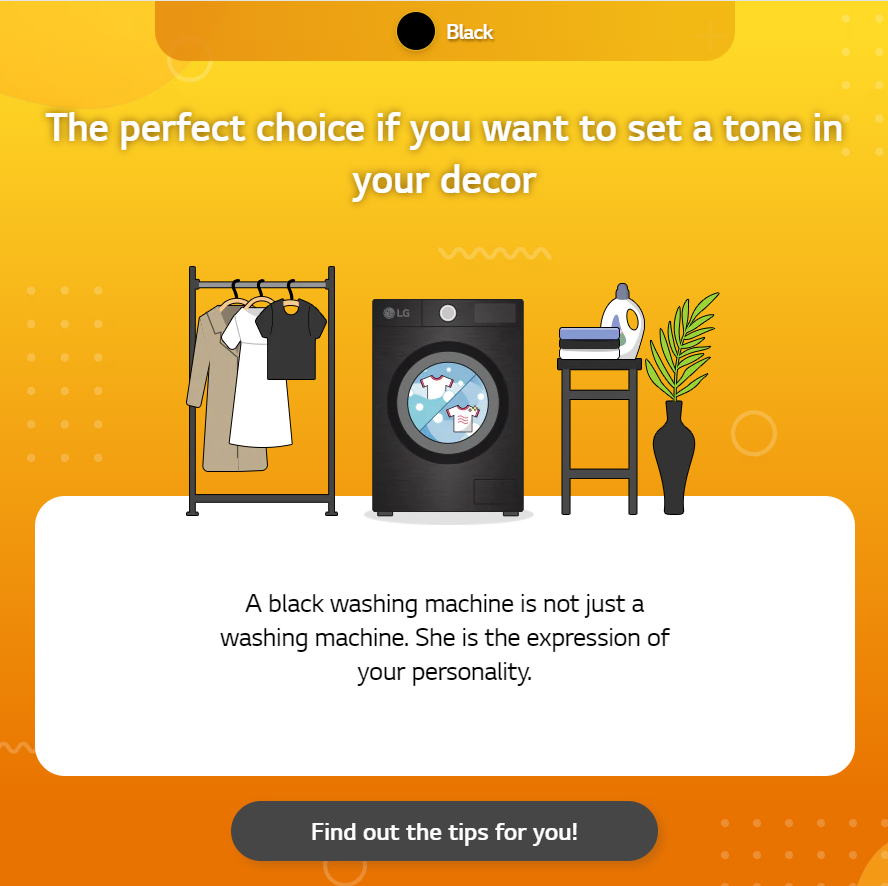 Black
The perfect choice if you want to set a tone in
your decor
LG
A black washing machine is not just a
washing machine. She is the expression of
your personality.
Find out the tips for you!